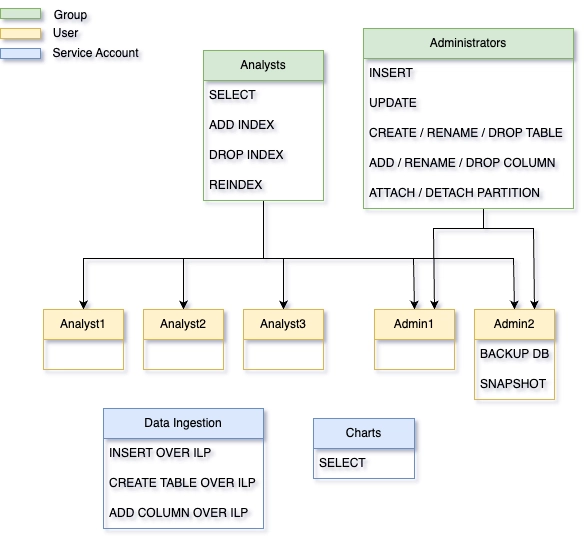 Group
User
Service Account
Analysts
SELECT
ADD INDEX
DROP INDEX
REINDEX
Administrators
INSERT
UPDATE
CREATE / RENAME / DROP TABLE
ADD / RENAME / DROP COLUMN
ATTACH / DETACH PARTITION
Analyst1
Analyst2
Analyst3
Admin1
Admin2
BACKUP DB
SNAPSHOT
Data Ingestion
INSERT OVER ILP
CREATE TABLE OVER ILP
ADD COLUMN OVER ILP
Charts
SELECT